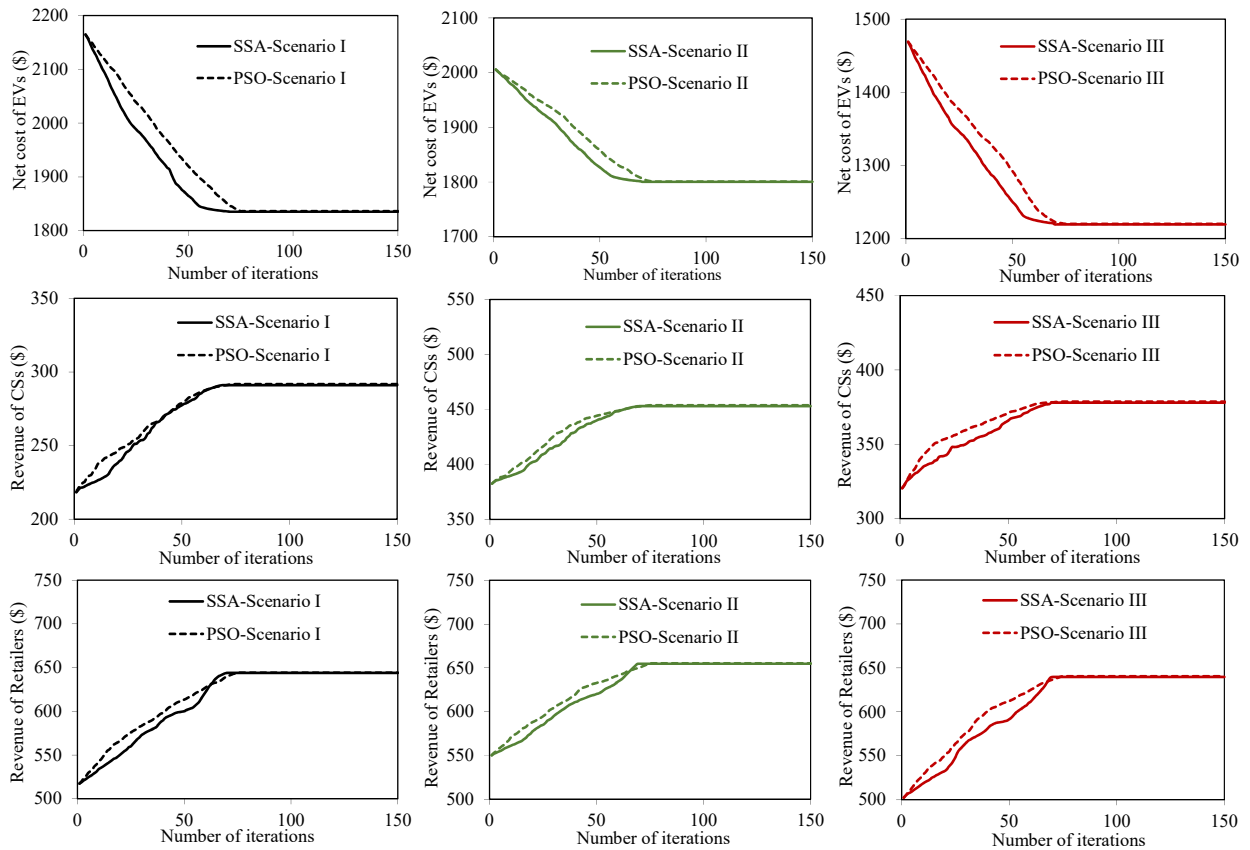 Net cost of EVs ($)
2200
2100
2000
1900
1800
0 50 100 150
Number of iterations
SSA-Scenario I
PSO-Scenario I
Net cost of EVs ($)
2100
2000
1900
1800
1700
0 50 100 150
Number of iterations
SSA-Scenario II
PSO-Scenario II
Net cost of EVs ($)
1500
1400
1300
1200
0 50 100 150
Number of iterations
SSA-Scenario III
PSO-Scenario III
Revenue of CSs ($)
350
300
250
200
0 50 100 150
Number of iterations
SSA-Scenario I
PSO-Scenario I
Revenue of CSs ($)
550
500
450
400
350
0 50 100 150
Number of iterations
SSA-Scenario II
PSO-Scenario II
Revenue of CSs ($)
450
400
350
300
0 50 100 150
Number of iterations
SSA-Scenario III
PSO-Scenario III
Revenue of Retailers ($)
750
700
650
600
550
500
0 50 100 150
Number of iterations
SSA-Scenario I
PSO-Scenario I
Revenue of Retailers ($)
750
700
650
600
550
500
0 50 100 150
Number of iterations
SSA-Scenario II
PSO-Scenario II
Revenue of Retailers ($)
750
700
650
600
550
500
0 50 100 150
Number of iterations
SSA-Scenario III
PSO-Scenario III